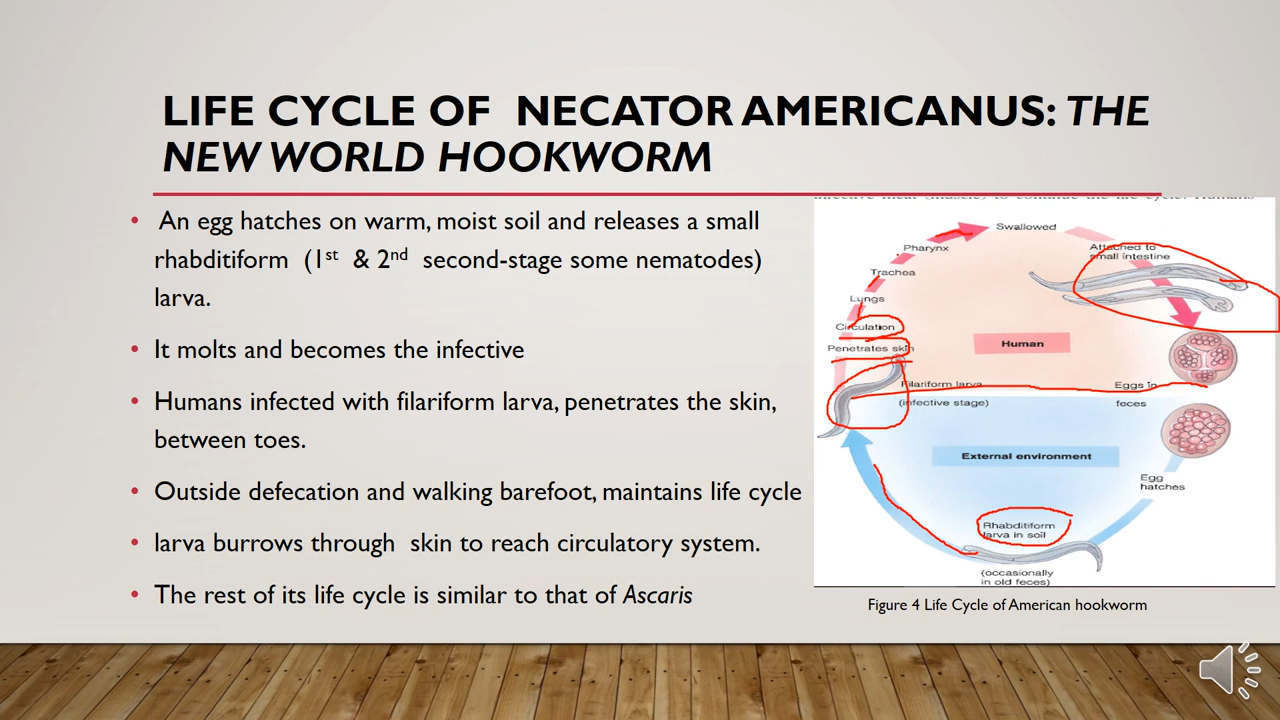 LIFE CYCLE OF NECATOR AMERICANUS: THE
NEW WORLD HOOKWORM
• An egg hatches on warm, moist soil and releases a small
rhabditiform (1st & 2nd second-stage some nematodes)
larva.
• It molts and becomes the infective
• Humans infected with filariform larva, penetrates the skin,
between toes.
• Outside defecation and walking barefoot, maintains life cycle
• larva burrows through skin to reach circulatory system.
• The rest of its life cycle is similar to that of Ascaris
Swallowed
Pharynx
Attached to
small intestine
Trachea
Lungs
Circulation
Penetrates skin
Human
Filariform larva
(infective stage)
Eggs in
feces
External environment
Egg
hatches
Rhabditiform
larva in soil
(occasionally
in old feces)
Figure 4 Life Cycle of American hookworm